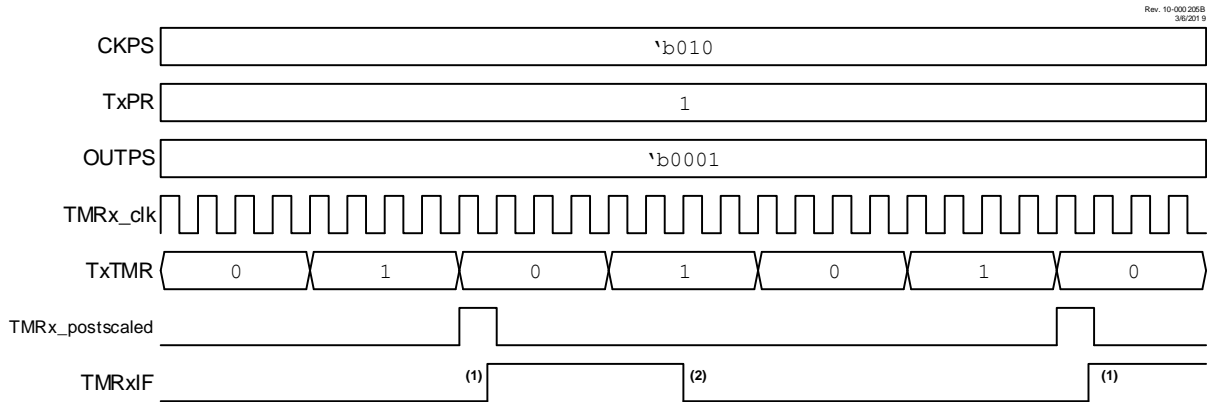 Rev. 10-000205B
3/6/2019
CKPS 'b010
TxPR 1
OUTPS 'b0001
TMRx_clk
TxTMR 0 1 0 1 0 1 0
TMRx_postscaled
TMRxIF (1) (2) (1)